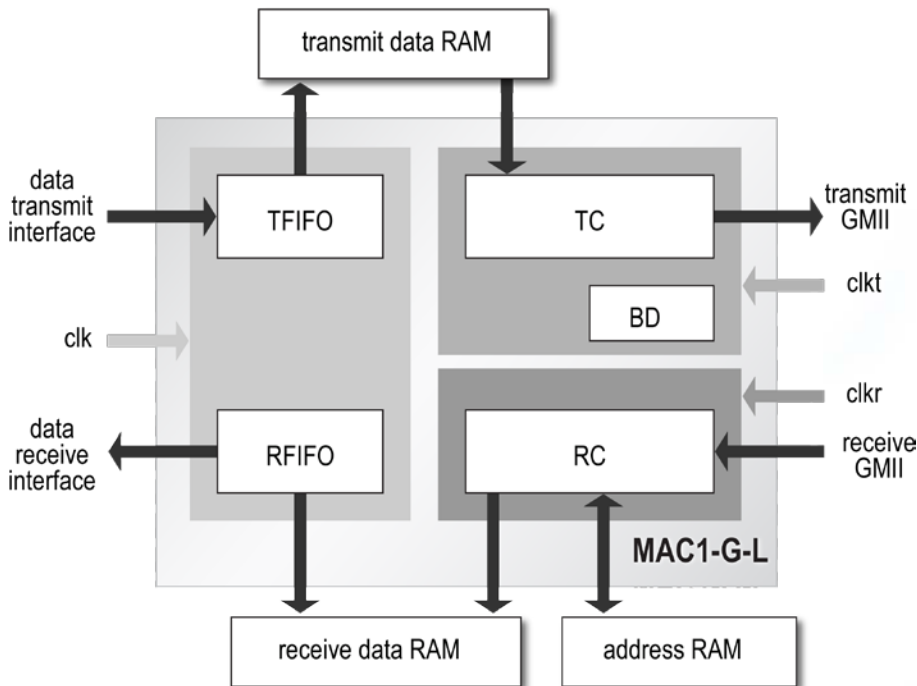 transmit data RAM
data
transmit
interface
TFIFO
TC
transmit
GMII
clkt
BD
clk
clkr
data
receive
interface
RFIFO
RC
receive
GMII
MAC1-G-L
receive data RAM
address RAM